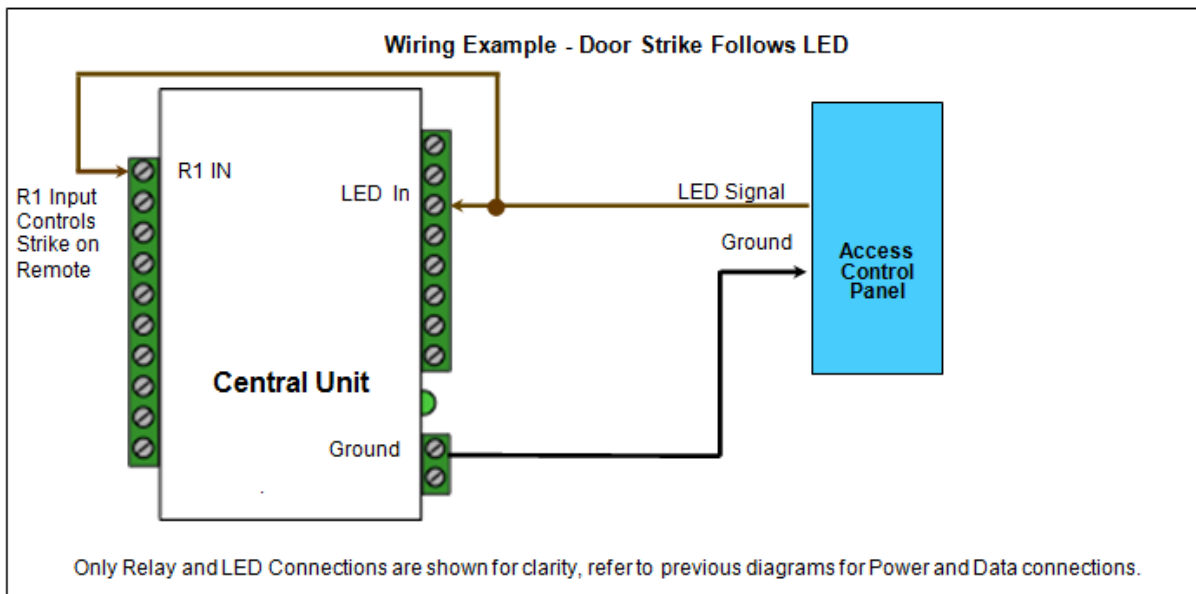 Wiring Example - Door Strike Follows LED
R1 IN
LED In
R1 Input
Controls
Strike on
Remote
LED Signal
Ground
Access
Control
Panel
Central Unit
Ground
Only Relay and LED Connections are shown for clarity, refer to previous diagrams for Power and Data connections.